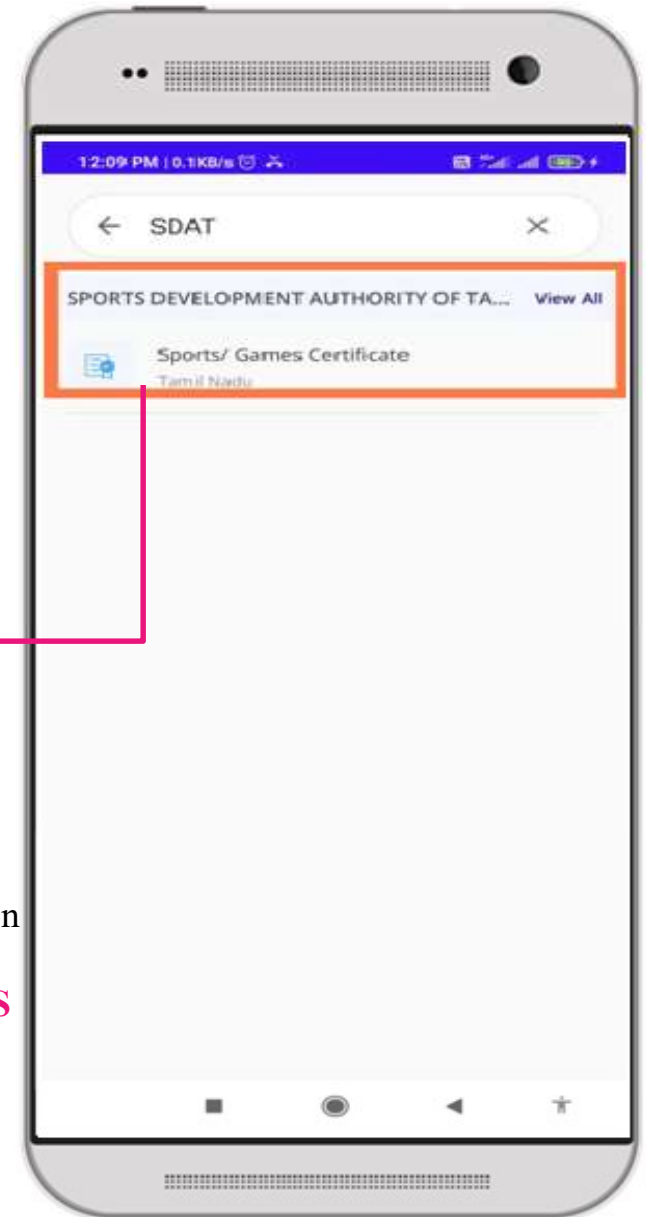 12:09 PM | 0.1KB/s
← SDAT ×
SPORTS DEVELOPMENT AUTHORITY OF TA... View All
Sports/ Games Certificate
Tamil Nadu
n
S